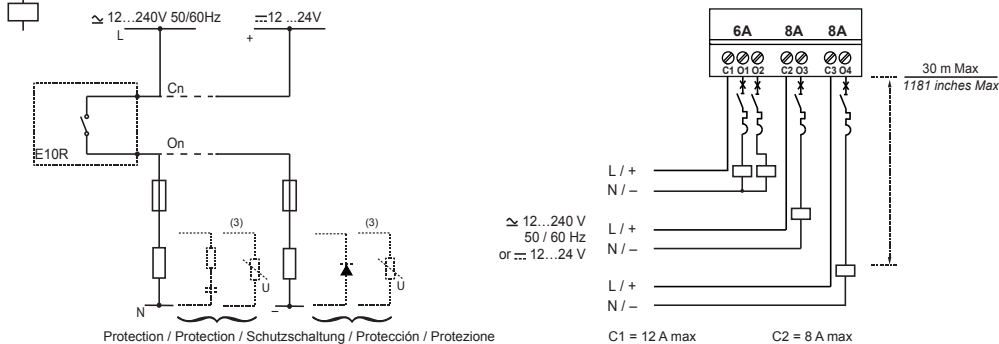 ≃ 12...240V 50/60Hz
⎓ 12 ...24V
L
+
Cn
On
E10R
(3)
(3)
U
U
N
–
Protection / Protection / Schutzschaltung / Protección / Protezione
6A 8A 8A
C1 O1 O2 C2 O3 C3 O4
30 m Max
1181 inches Max
L / +
N / –
≃ 12...240 V
50 / 60 Hz
or ⎓ 12...24 V
L / +
N / –
L / +
N / –
C1 = 12 A max C2 = 8 A max